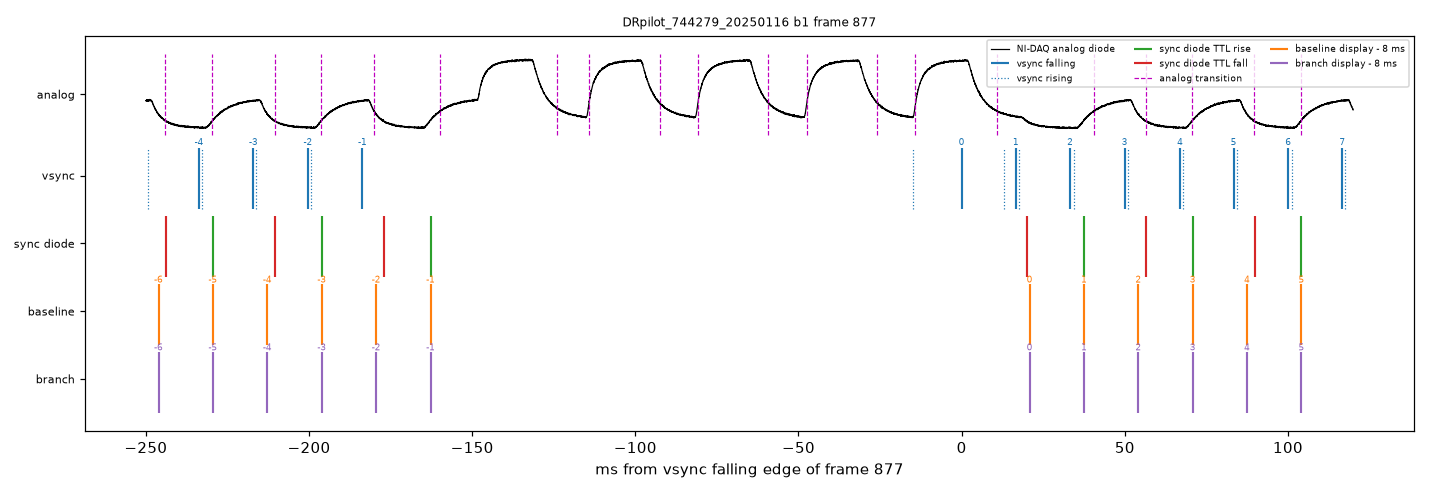 DRpilot_744279_20250116 b1 frame 877
NI-DAQ analog diode
vsync falling
vsync rising
sync diode TTL rise
sync diode TTL fall
analog transition
baseline display - 8 ms
branch display - 8 ms
analog
vsync
sync diode
baseline
branch
-4 -3 -2 -1 0 1 2 3 4 5 6 7
-6 -5 -4 -3 -2 -1 0 1 2 3 4 5
-6 -5 -4 -3 -2 -1 0 1 2 3 4 5
−250 −200 −150 −100 −50 0 50 100
ms from vsync falling edge of frame 877